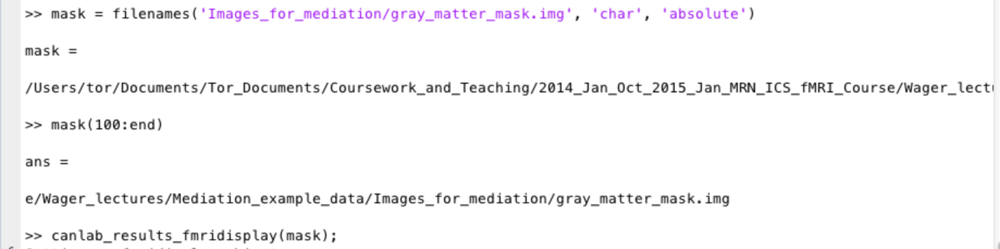 >> mask = filenames('Images_for_mediation/gray_matter_mask.img', 'char', 'absolute')
mask =
/Users/tor/Documents/Tor_Documents/Coursework_and_Teaching/2014_Jan_Oct_2015_Jan_MRN_ICS_fMRI_Course/Wager_lect
>> mask(100:end)
ans =
e/Wager_lectures/Mediation_example_data/Images_for_mediation/gray_matter_mask.img
>> canlab_results_fmridisplay(mask);